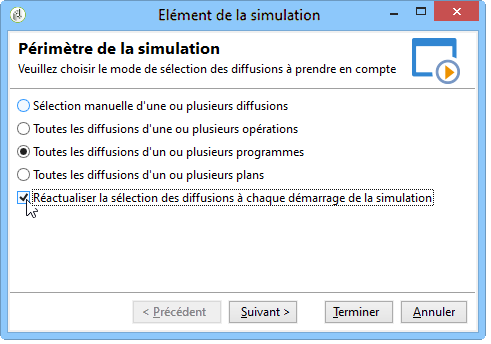 Elément de la simulation
Périmètre de la simulation
Veuillez choisir le mode de sélection des diffusions à prendre en compte
Sélection manuelle d'une ou plusieurs diffusions
Toutes les diffusions d'une ou plusieurs opérations
Toutes les diffusions d'un ou plusieurs programmes
Toutes les diffusions d'un ou plusieurs plans
Réactualiser la sélection des diffusions à chaque démarrage de la simulation
< Précédent Suivant > Terminer Annuler